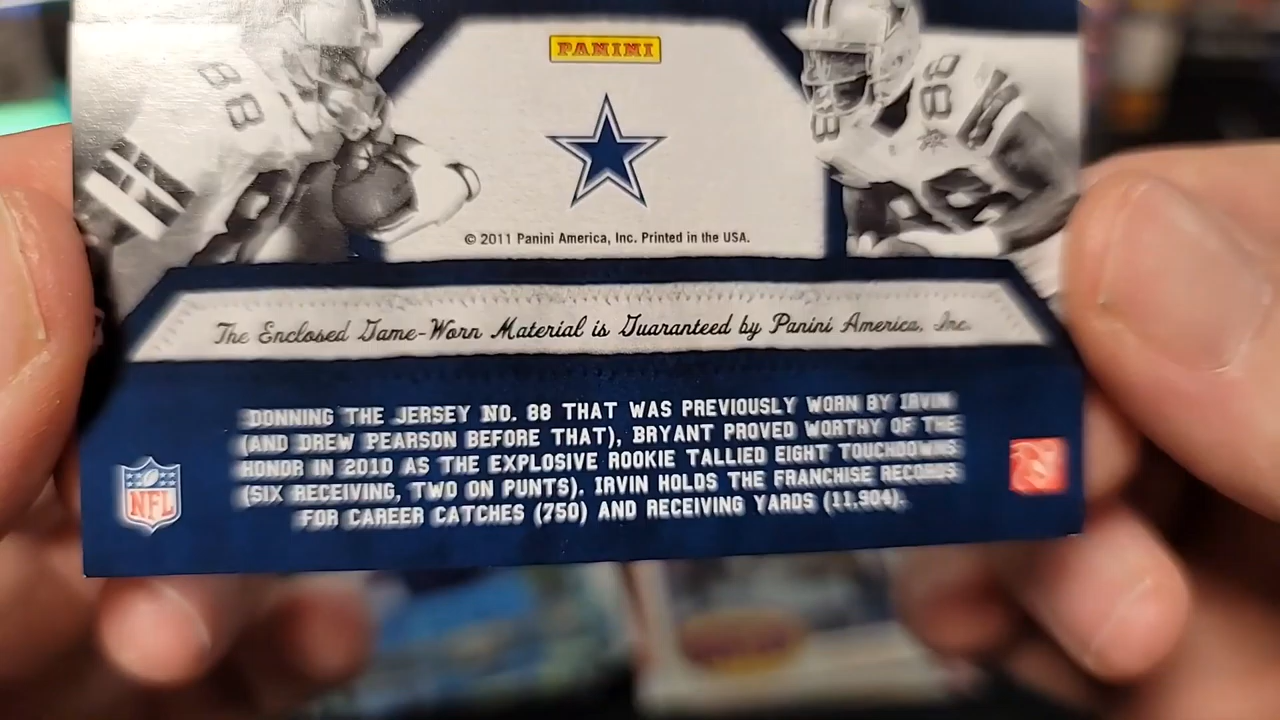 PANINI
88
88
© 2011 Panini America, Inc. Printed in the USA.
The Enclosed Game-Worn Material is Guaranteed by Panini America, Inc.
DONNING THE JERSEY NO. 88 THAT WAS PREVIOUSLY WORN BY IRVIN
(AND DREW PEARSON BEFORE THAT), BRYANT PROVED WORTHY OF THE
HONOR IN 2010 AS THE EXPLOSIVE ROOKIE TALLIED EIGHT TOUCHDOWNS
(SIX RECEIVING, TWO ON PUNTS). IRVIN HOLDS THE FRANCHISE RECORDS
FOR CAREER CATCHES (750) AND RECEIVING YARDS (11,904).
NFL